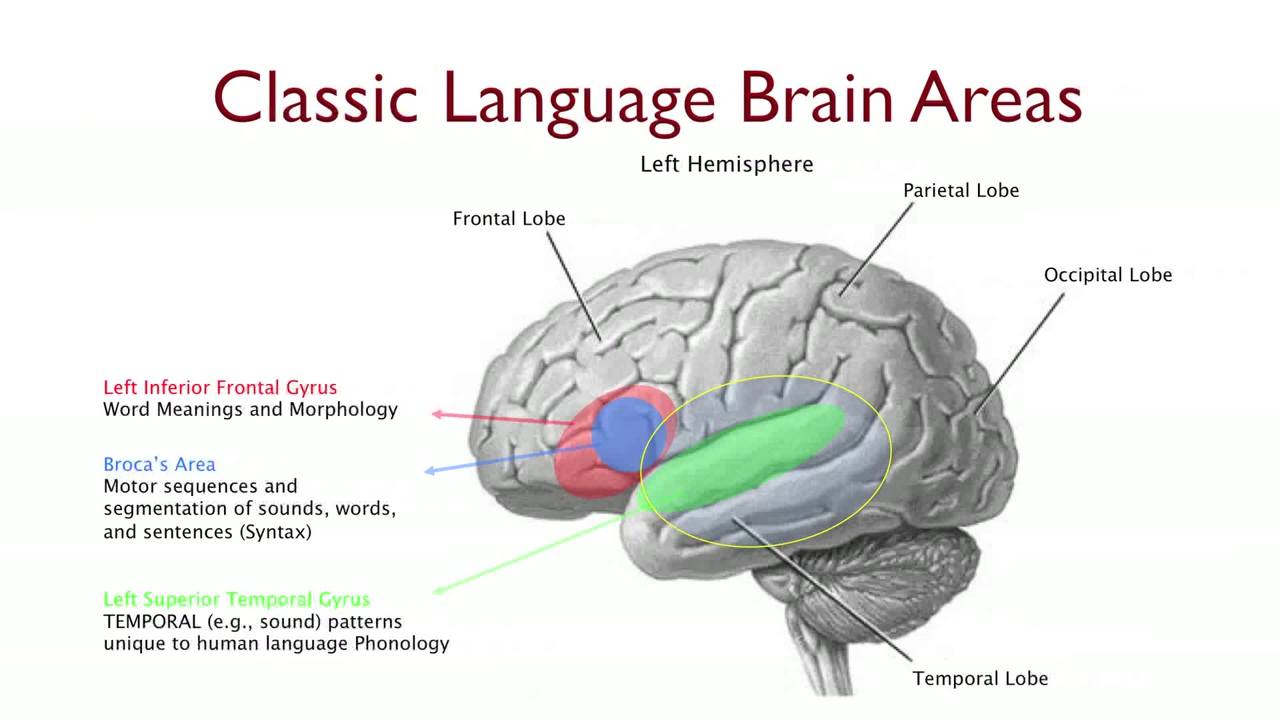 Classic Language Brain Areas
Left Hemisphere
Parietal Lobe
Frontal Lobe
Occipital Lobe
Left Inferior Frontal Gyrus
Word Meanings and Morphology
Broca's Area
Motor sequences and
segmentation of sounds, words,
and sentences (Syntax)
Left Superior Temporal Gyrus
TEMPORAL (e.g., sound) patterns
unique to human language Phonology
Temporal Lobe